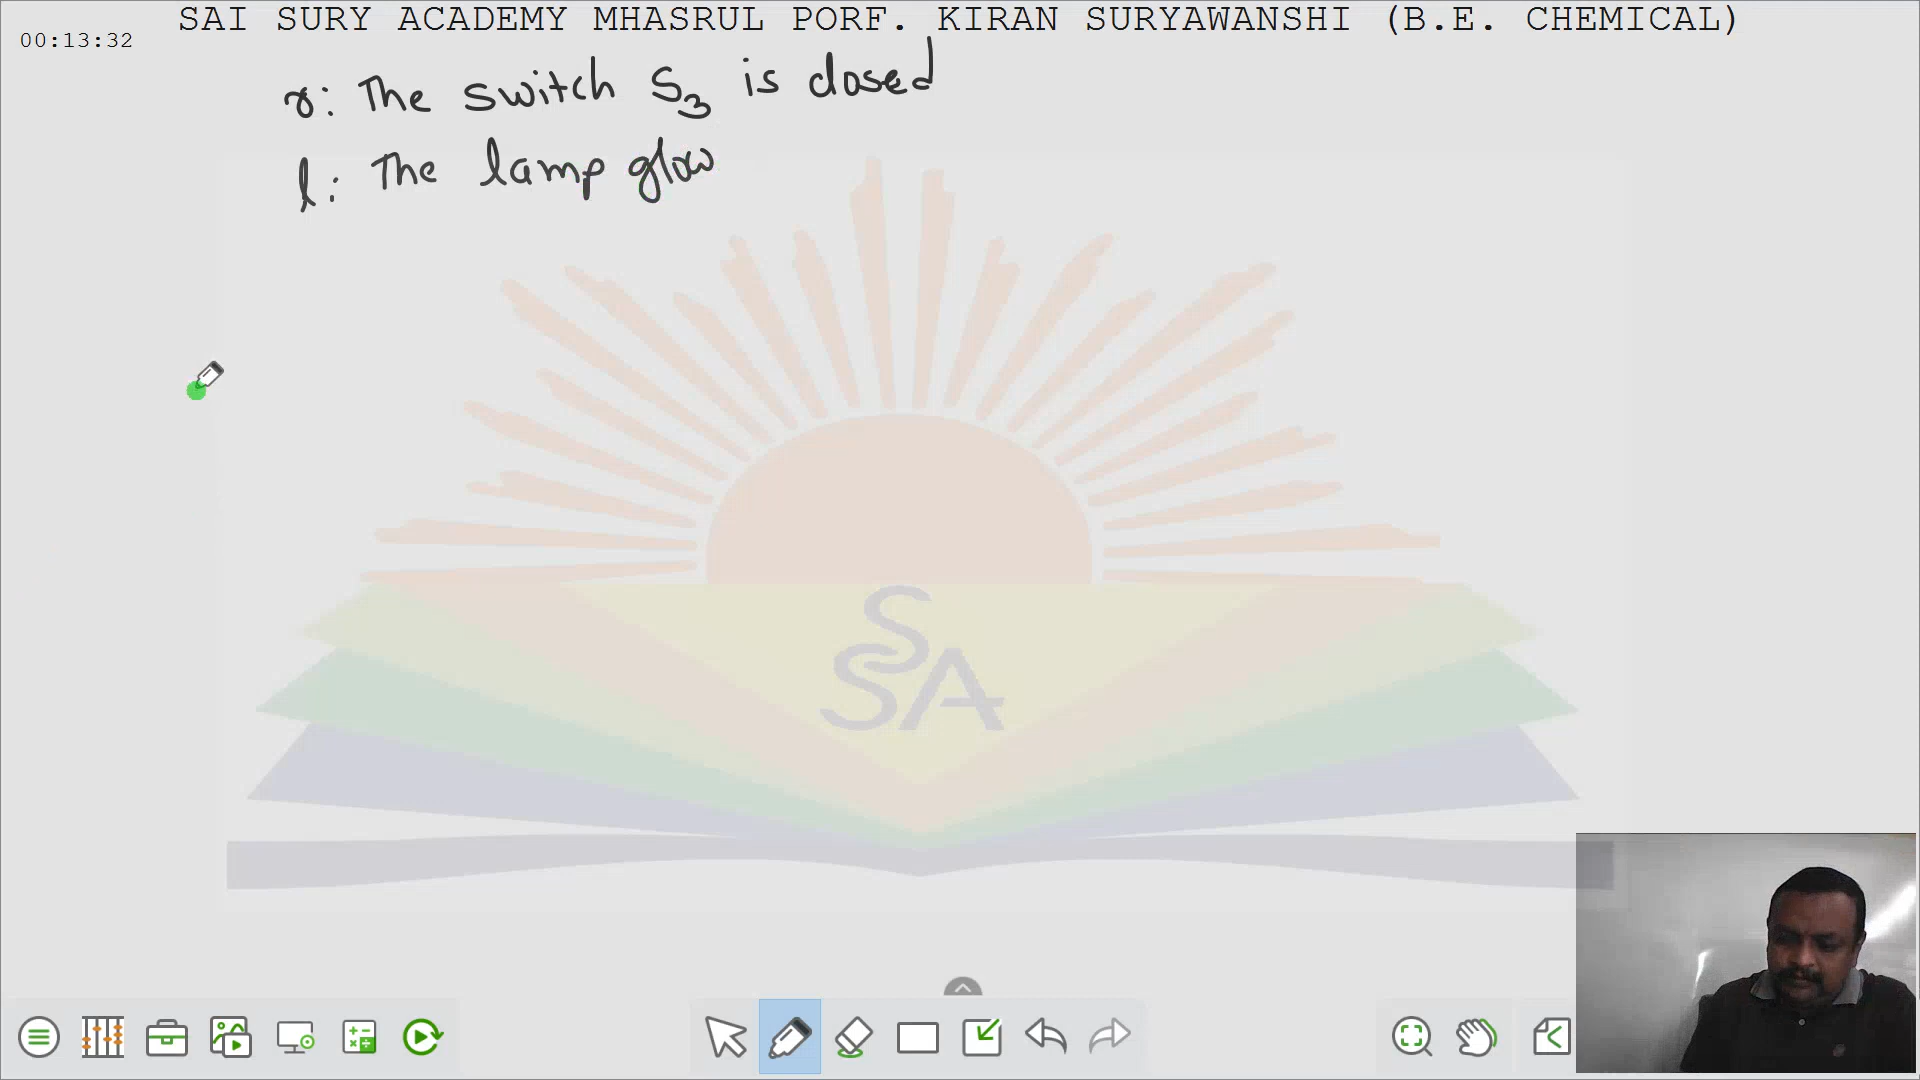 SAI SURY ACADEMY MHASRUL PORF. KIRAN SURYAWANSHI (B.E. CHEMICAL)
00:13:32
r: The switch S₃ is closed
l: The lamp glow
S
SA